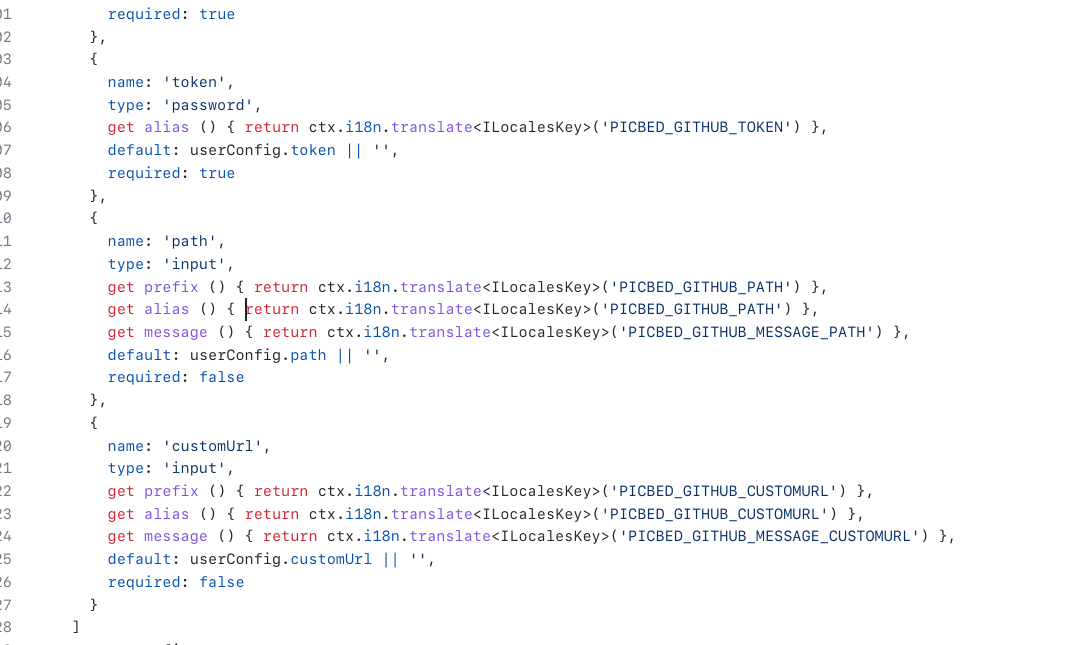 01            required: true
02          },
03          {
04            name: 'token',
05            type: 'password',
06            get alias () { return ctx.i18n.translate<ILocalesKey>('PICBED_GITHUB_TOKEN') },
07            default: userConfig.token || '',
08            required: true
09          },
10          {
11            name: 'path',
12            type: 'input',
13            get prefix () { return ctx.i18n.translate<ILocalesKey>('PICBED_GITHUB_PATH') },
14            get alias () { return ctx.i18n.translate<ILocalesKey>('PICBED_GITHUB_PATH') },
15            get message () { return ctx.i18n.translate<ILocalesKey>('PICBED_GITHUB_MESSAGE_PATH') },
16            default: userConfig.path || '',
17            required: false
18          },
19          {
20            name: 'customUrl',
21            type: 'input',
22            get prefix () { return ctx.i18n.translate<ILocalesKey>('PICBED_GITHUB_CUSTOMURL') },
23            get alias () { return ctx.i18n.translate<ILocalesKey>('PICBED_GITHUB_CUSTOMURL') },
24            get message () { return ctx.i18n.translate<ILocalesKey>('PICBED_GITHUB_MESSAGE_CUSTOMURL') },
25            default: userConfig.customUrl || '',
26            required: false
27          }
28        ]